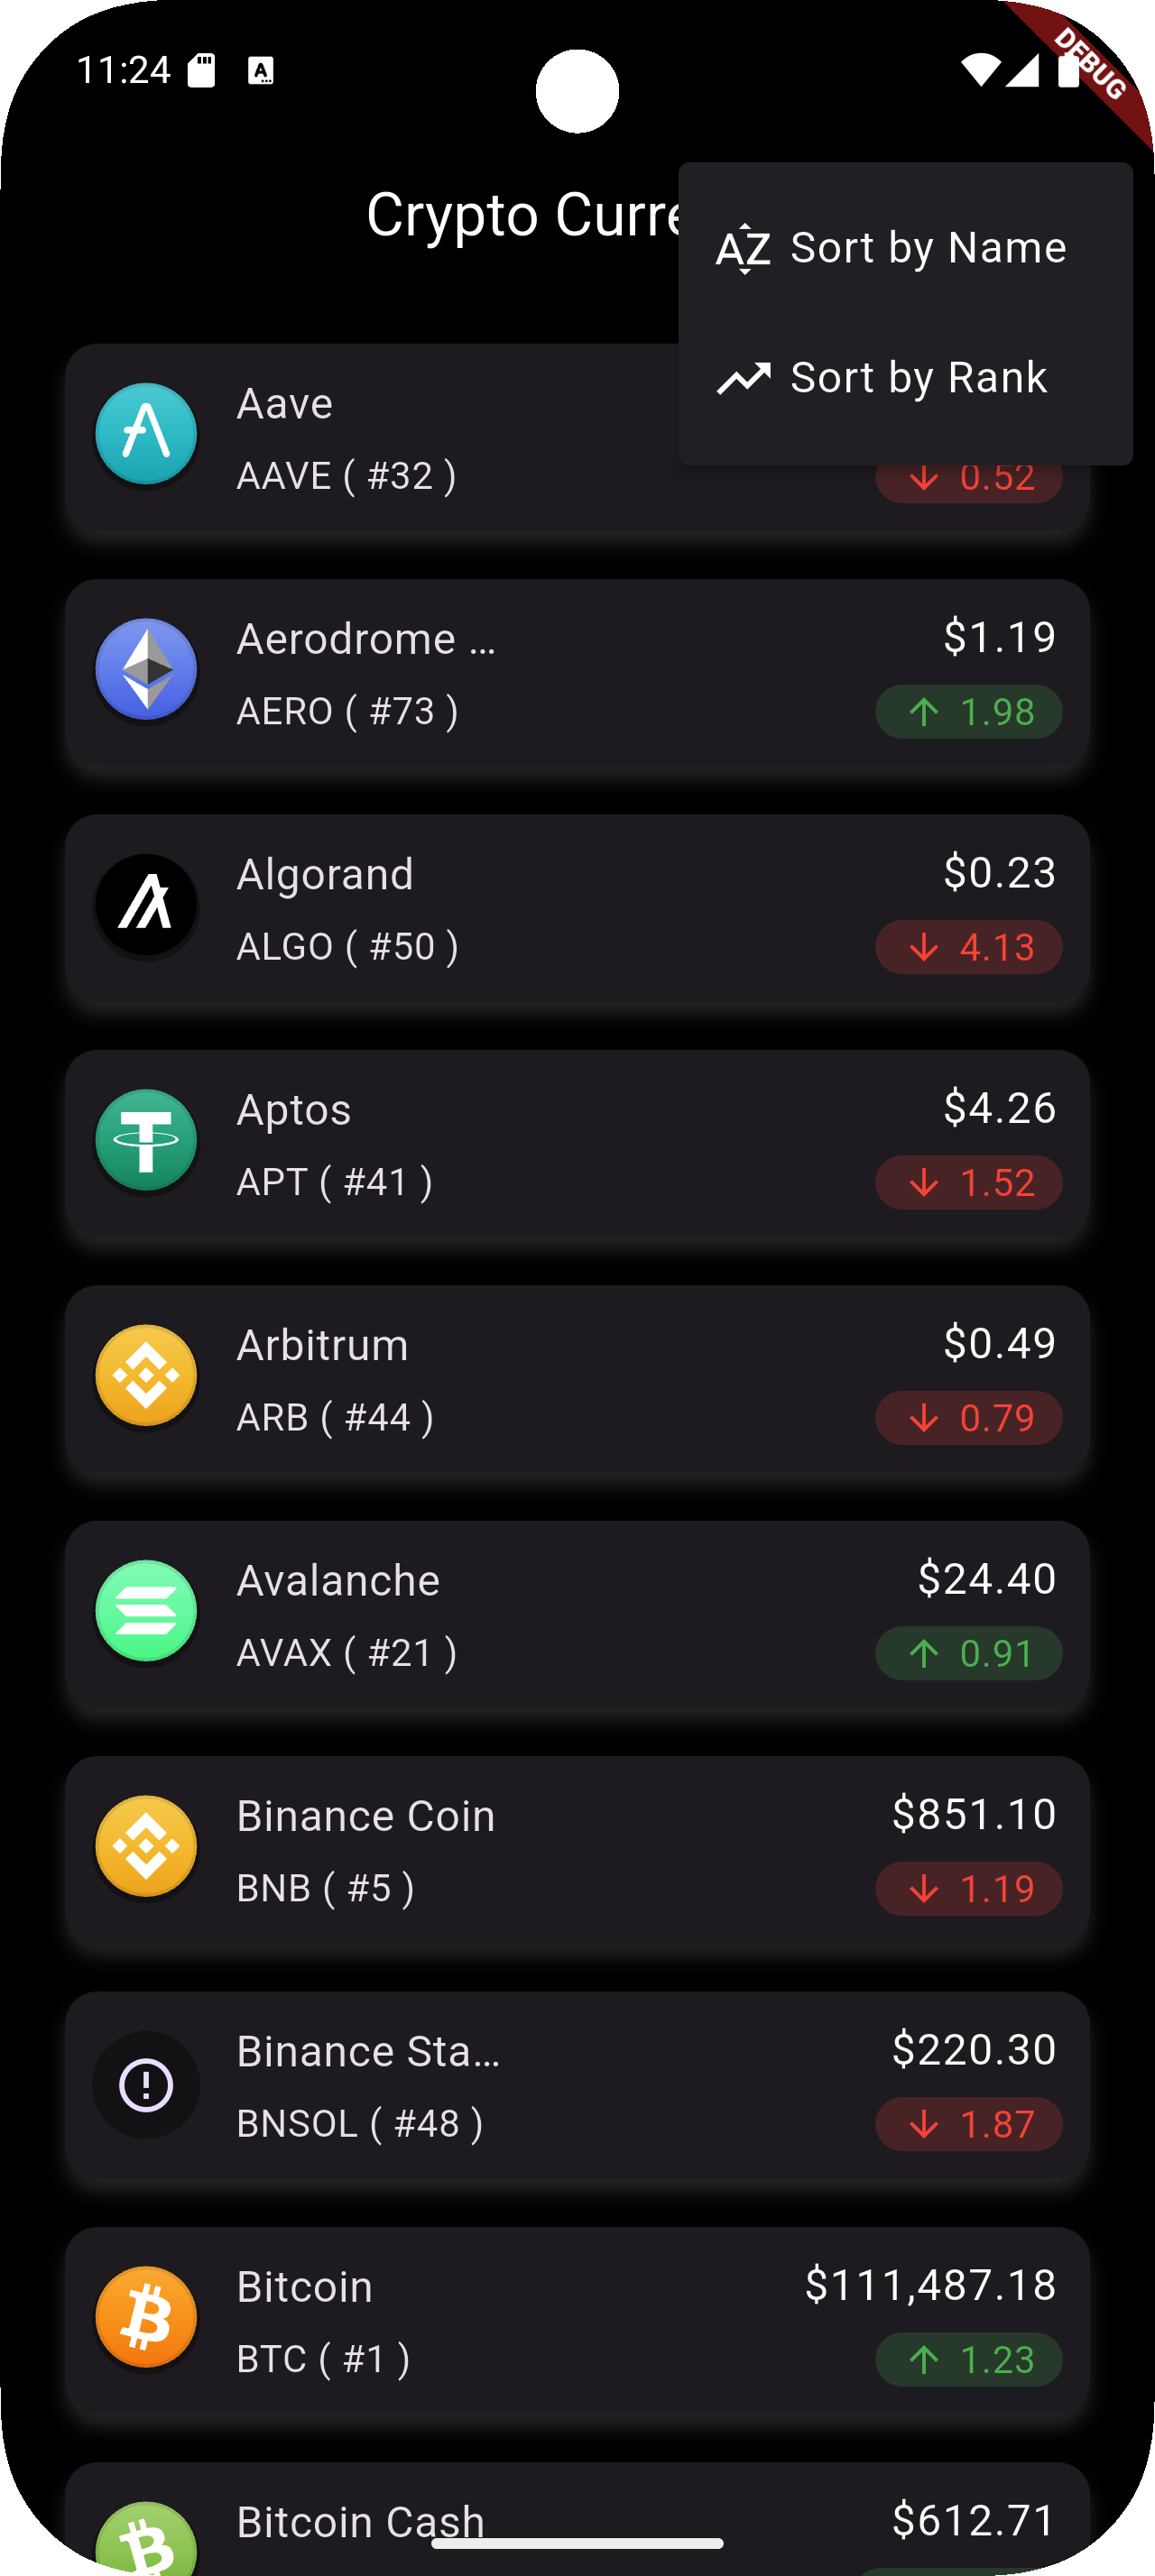 11:24
DEBUG
Crypto Curre
Sort by Name
Sort by Rank
Aave
AAVE ( #32 )
0.52
Aerodrome ...
$1.19
AERO ( #73 )
1.98
Algorand
$0.23
ALGO ( #50 )
4.13
Aptos
$4.26
APT ( #41 )
1.52
Arbitrum
$0.49
ARB ( #44 )
0.79
Avalanche
$24.40
AVAX ( #21 )
0.91
Binance Coin
$851.10
BNB ( #5 )
1.19
Binance Sta...
$220.30
BNSOL ( #48 )
1.87
Bitcoin
$111,487.18
BTC ( #1 )
1.23
Bitcoin Cash
$612.71